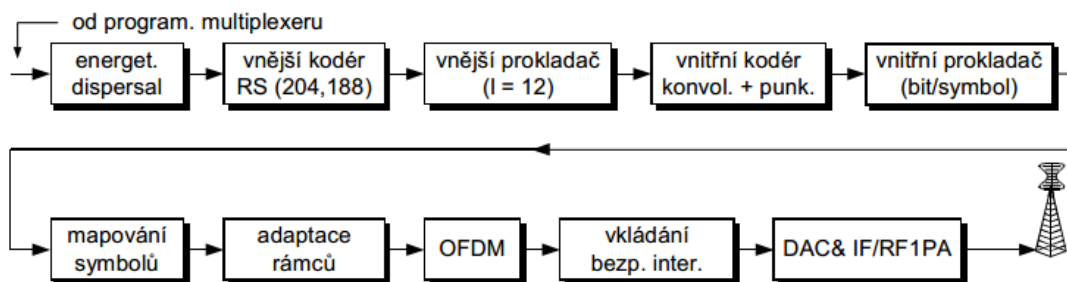 od program. multiplexeru
energet.
dispersal
vnější kodér
RS (204,188)
vnější prokladač
(I = 12)
vnitřní kodér
konvol. + punk.
vnitřní prokladač
(bit/symbol)
mapování
symbolů
adaptace
rámců
OFDM
vkládání
bezp. inter.
DAC& IF/RF1PA